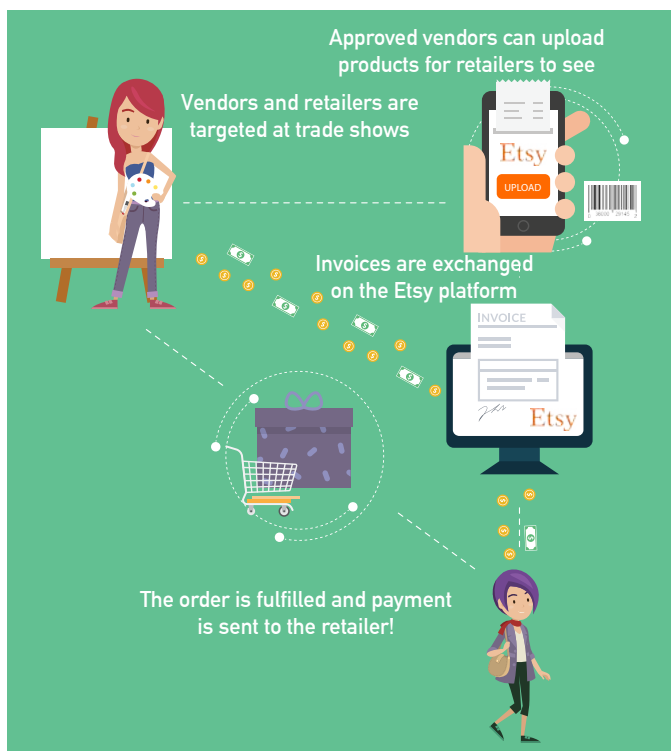 Approved vendors can upload
products for retailers to see
Vendors and retailers are
targeted at trade shows
Etsy
UPLOAD
Invoices are exchanged
on the Etsy platform
INVOICE
Etsy
The order is fulfilled and payment
is sent to the retailer!